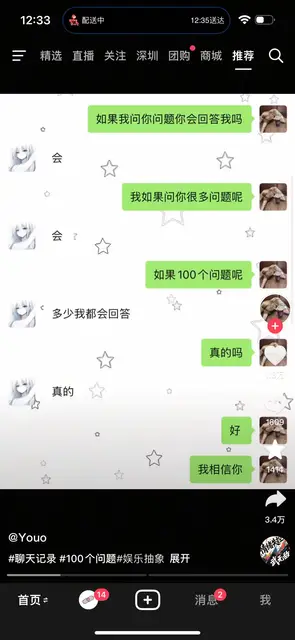 12:33
配送中
12:35送达
精选 直播 关注 深圳 团购 商城 推荐
如果我问你问题你会回答我吗
会
我如果问你很多问题呢
会 ?
如果100个问题呢
多少我都会回答
真的吗
真的
好
1809
我相信你
1414
3.4万
@Youo
#聊天记录 #100个问题#娱乐抽象 展开
首页 14 消息 2 我